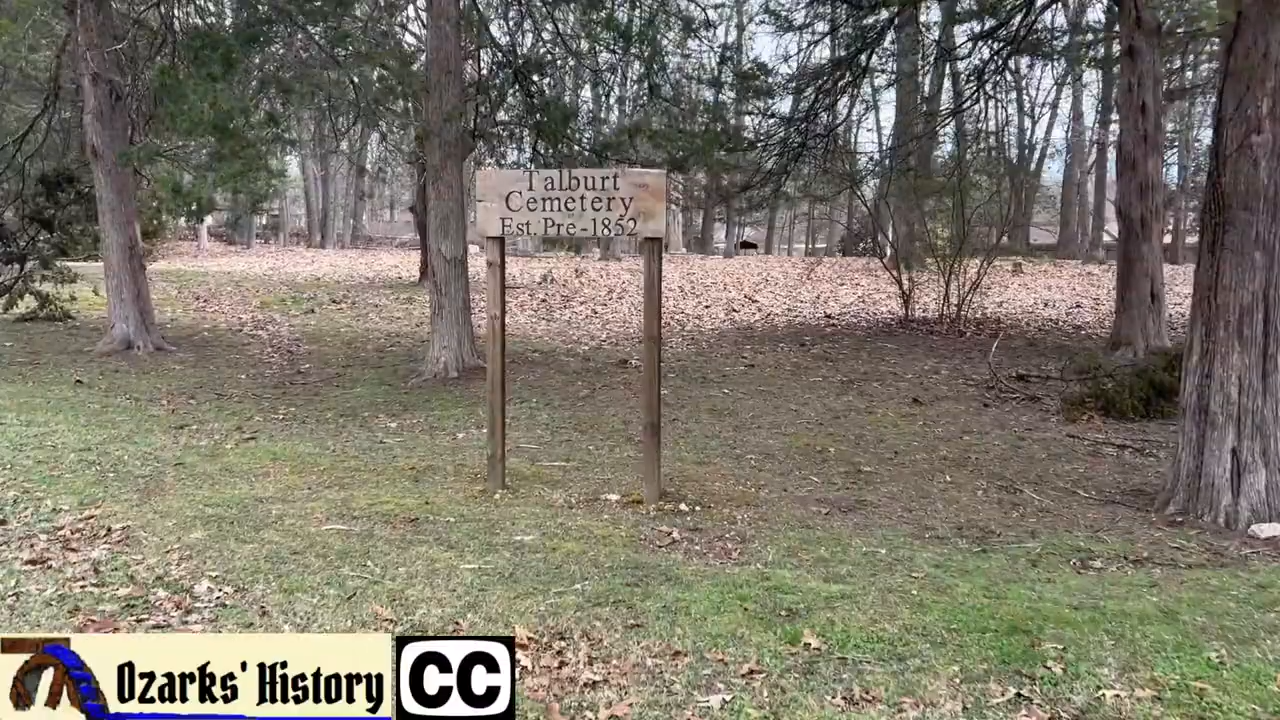 Talburt
Cemetery
Est. Pre-1852
Ozarks' History
CC